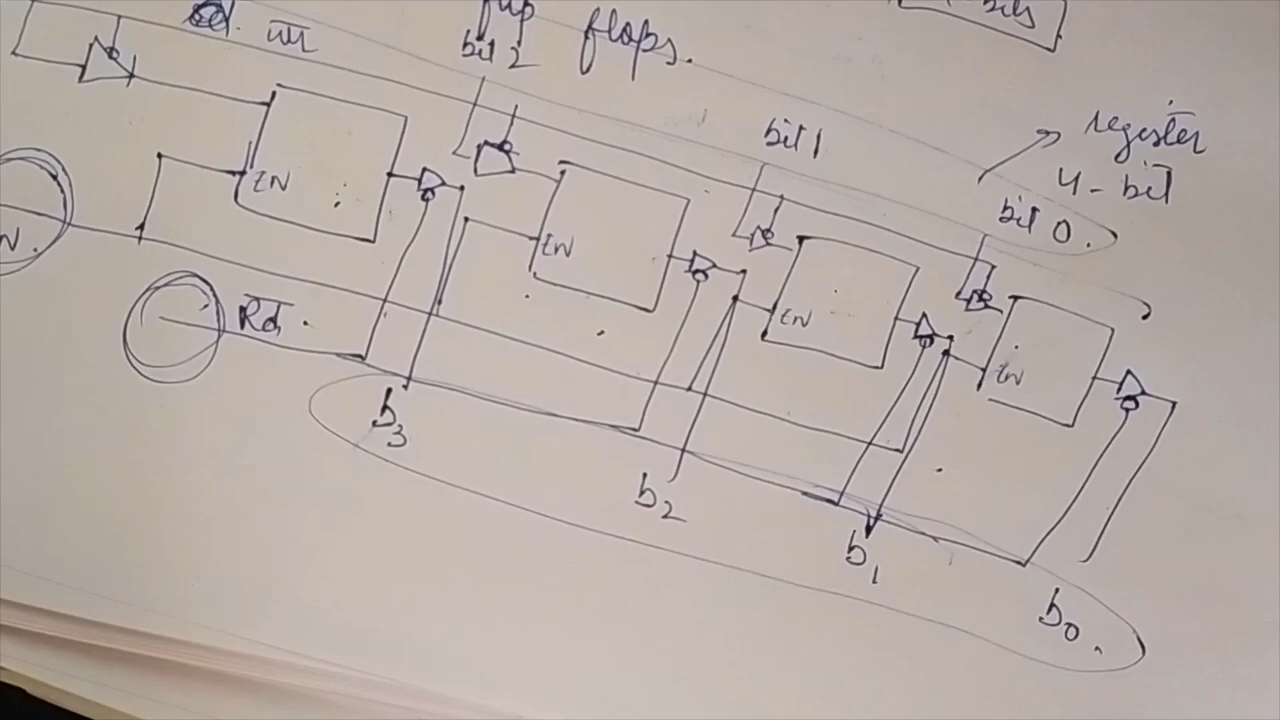 bits
w̅r̅
flip flops.
bit 2
bit 1
register
4 - bit
bit 0.
EN
EN
EN
EN
N.
R̅d̅.
b3
b2
b1
b0.